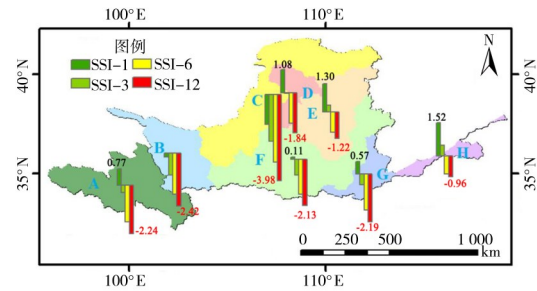 100°E 110°E
图例
SSI-1 SSI-6
SSI-3 SSI-12
N
40°N 40°N
35°N 35°N
1.08
1.30
C D
E
-1.84
-1.22
1.52
B
0.77
A
F
0.11
0.57
G
H
-3.98
-0.96
-2.42
-2.13
-2.24
-2.19
0 250 500 1 000
km
100°E 110°E